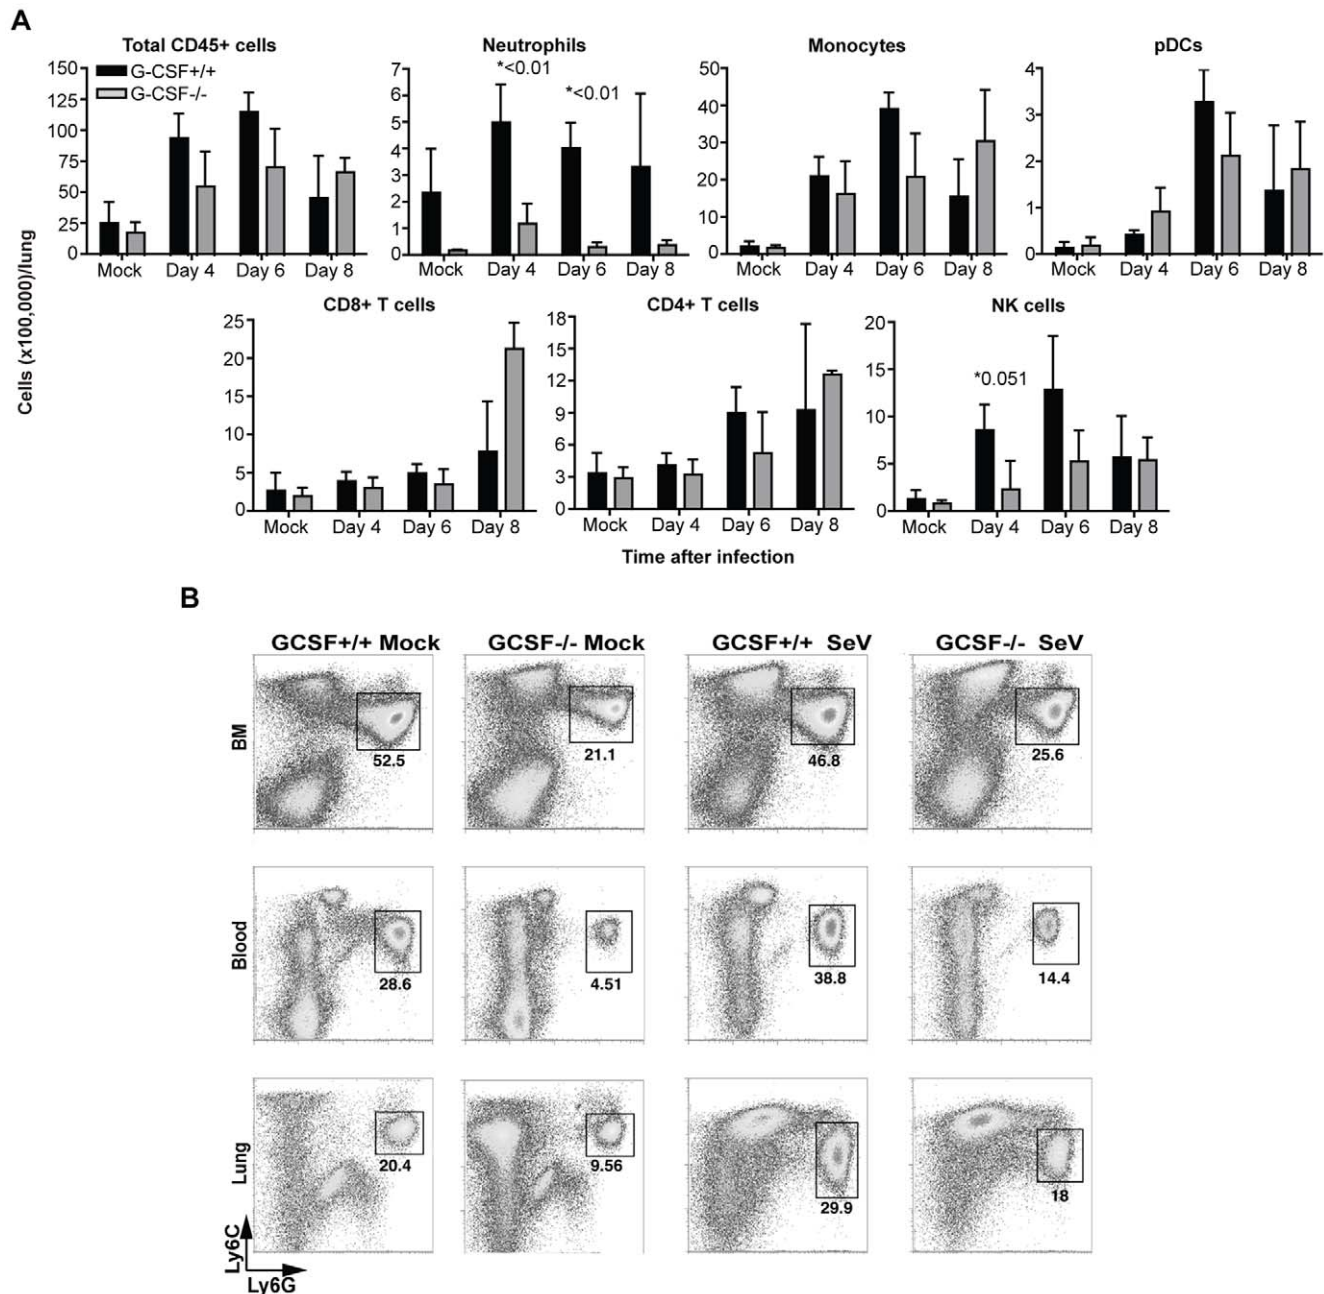 A
Total CD45+ cells
Neutrophils
Monocytes
pDCs
G-CSF+/+
G-CSF-/-
Cells (x100,000)/lung
150
125
100
75
50
25
0
Mock Day 4 Day 6 Day 8
7
6
5
4
3
2
1
0
*<0.01
*<0.01
Mock Day 4 Day 6 Day 8
50
40
30
20
10
0
Mock Day 4 Day 6 Day 8
4
3
2
1
0
Mock Day 4 Day 6 Day 8
CD8+ T cells
CD4+ T cells
NK cells
25
20
15
10
5
0
Mock Day 4 Day 6 Day 8
18
15
12
9
6
3
0
Mock Day 4 Day 6 Day 8
20
15
10
5
0
*0.051
Mock Day 4 Day 6 Day 8
Time after infection
B
GCSF+/+ Mock
GCSF-/- Mock
GCSF+/+ SeV
GCSF-/- SeV
BM
52.5
21.1
46.8
25.6
Blood
28.6
4.51
38.8
14.4
Lung
20.4
9.56
29.9
18
Ly6C
Ly6G